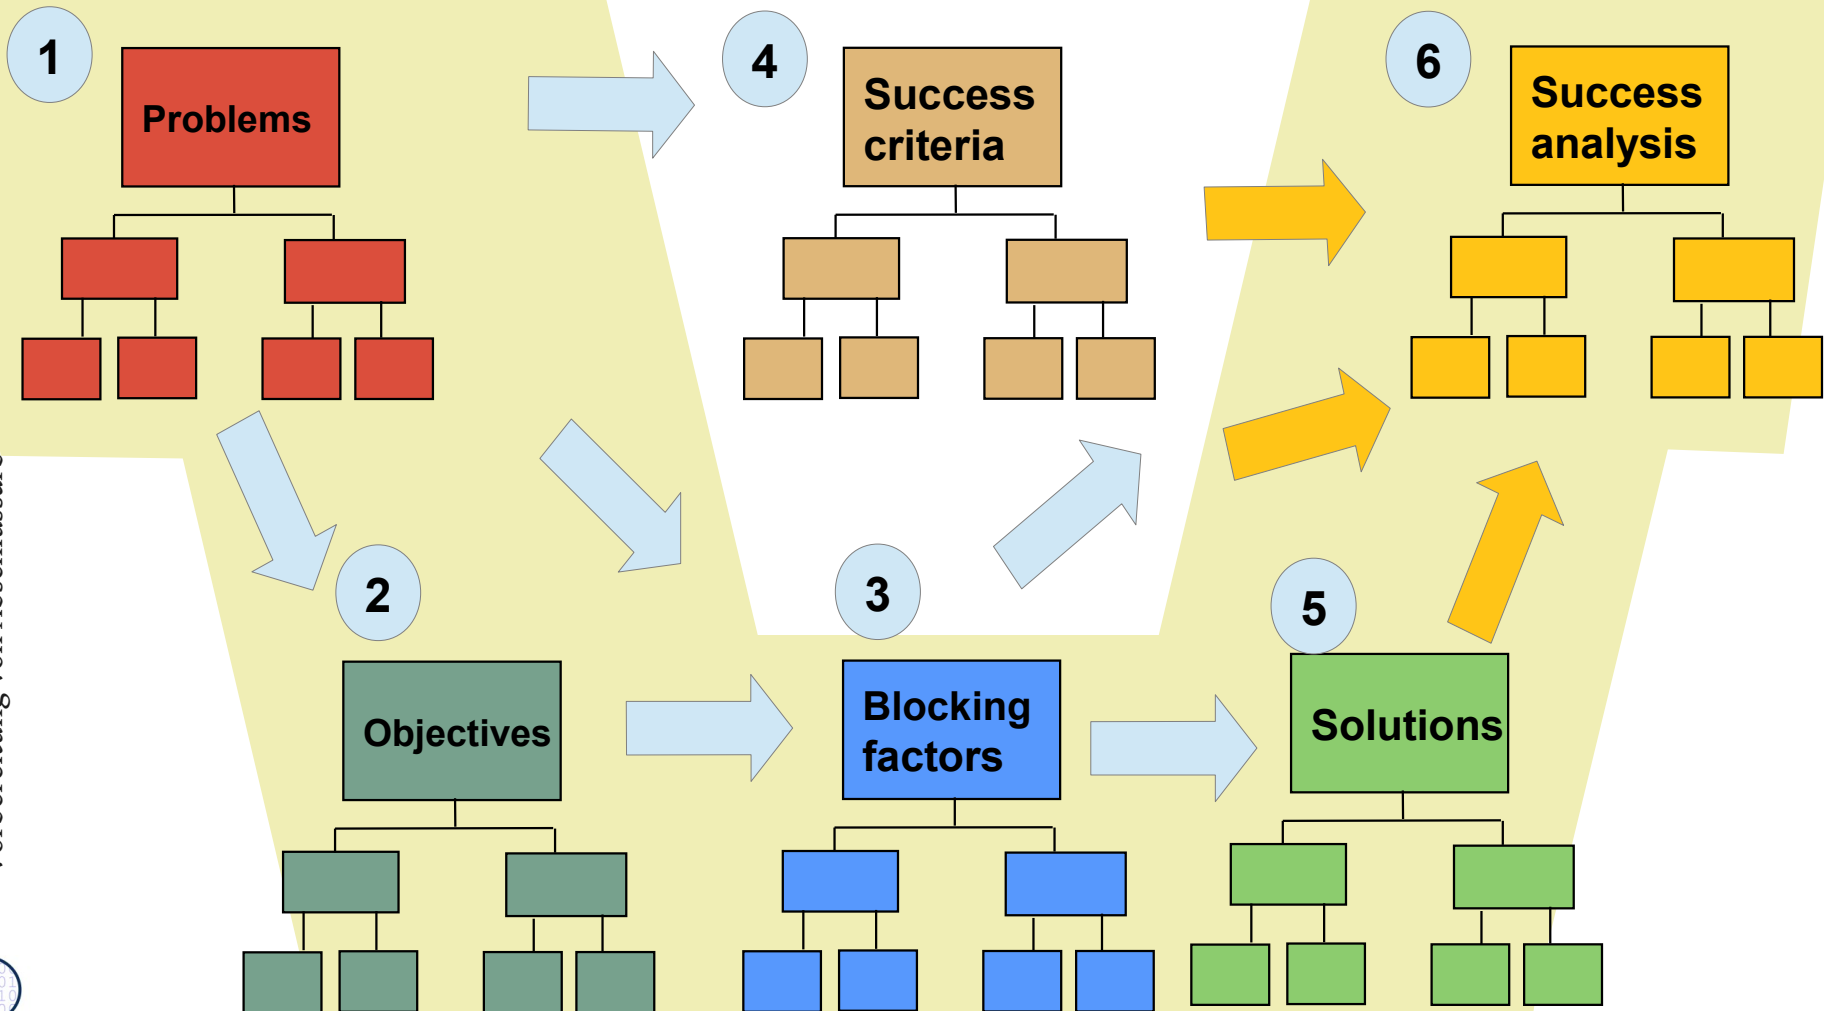 1
Problems
4
Success
criteria
6
Success
analysis
2
Objectives
3
Blocking
factors
5
Solutions